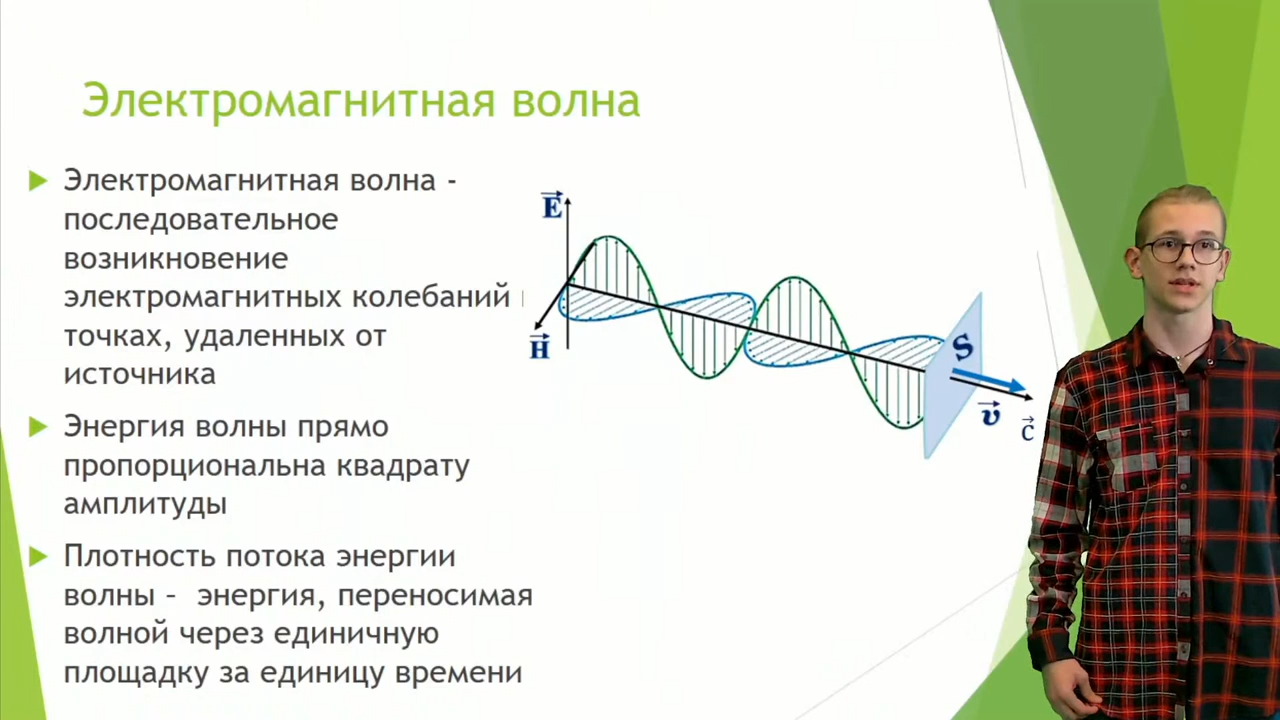 Электромагнитная волна
Электромагнитная волна -
последовательное
возникновение
электромагнитных колебаний
точках, удаленных от
источника
Энергия волны прямо
пропорциональна квадрату
амплитуды
Плотность потока энергии
волны – энергия, переносимая
волной через единичную
площадку за единицу времени
E
H
S
υ
c